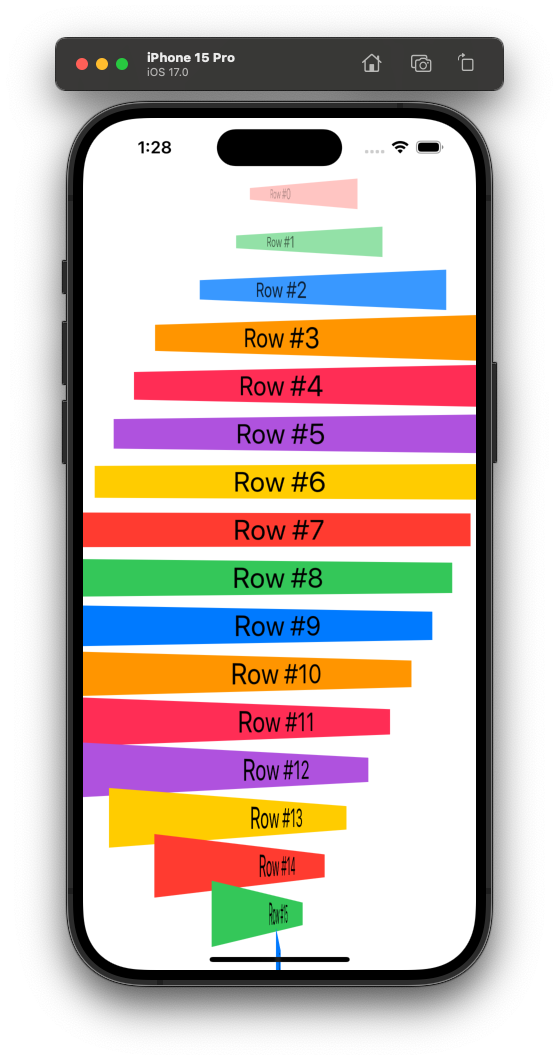 iPhone 15 Pro
iOS 17.0
1:28
Row #0
Row #1
Row #2
Row #3
Row #4
Row #5
Row #6
Row #7
Row #8
Row #9
Row #10
Row #11
Row #12
Row #13
Row #14
Row #15